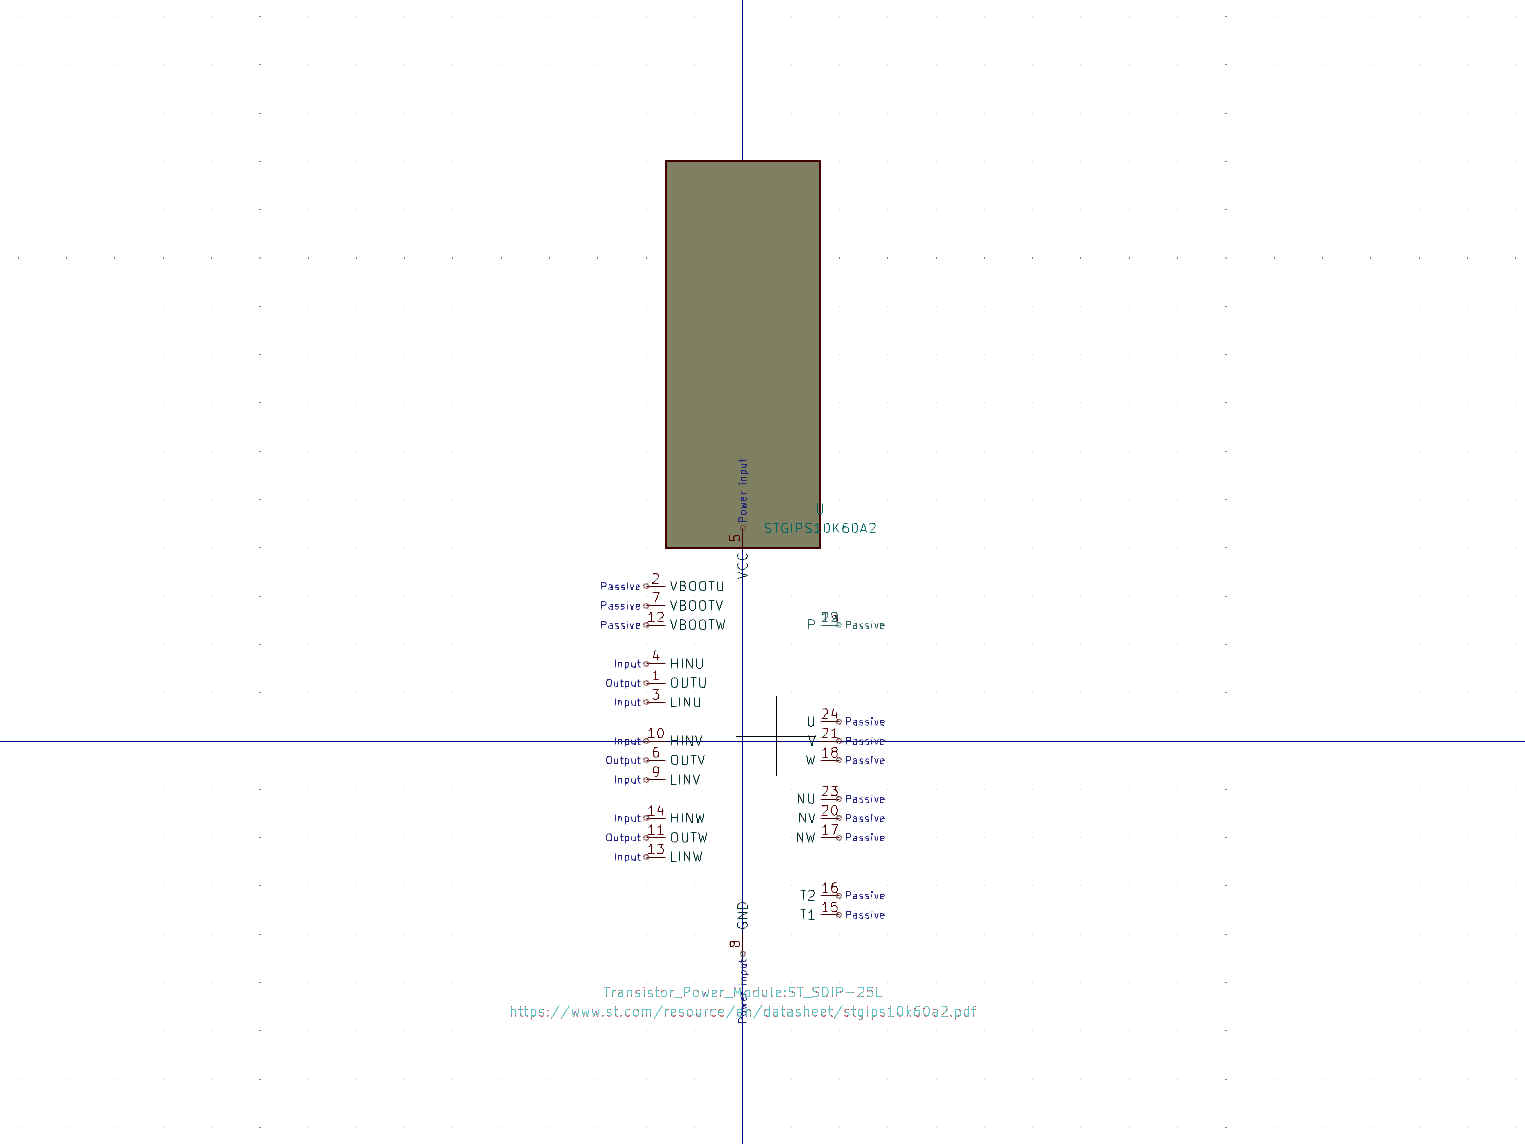 Power input
U
5
STGIPS10K60A2
VCC
Passive 2 VBOOTU
Passive 7 VBOOTV
Passive 12 VBOOTW
P Passive
Input 4 HINU
Output 1 OUTU
Input 3 LINU
U 24 Passive
Input 10 HINV
V 21 Passive
Output 6 OUTV
W 18 Passive
Input 9 LINV
NU 23 Passive
Input 14 HINW
NV 20 Passive
Output 11 OUTW
NW 17 Passive
Input 13 LINW
T2 16 Passive
T1 15 Passive
GND
8
Power input
Transistor_Power_Module:ST_SDIP-25L
https://www.st.com/resource/en/datasheet/stgips10k60a2.pdf